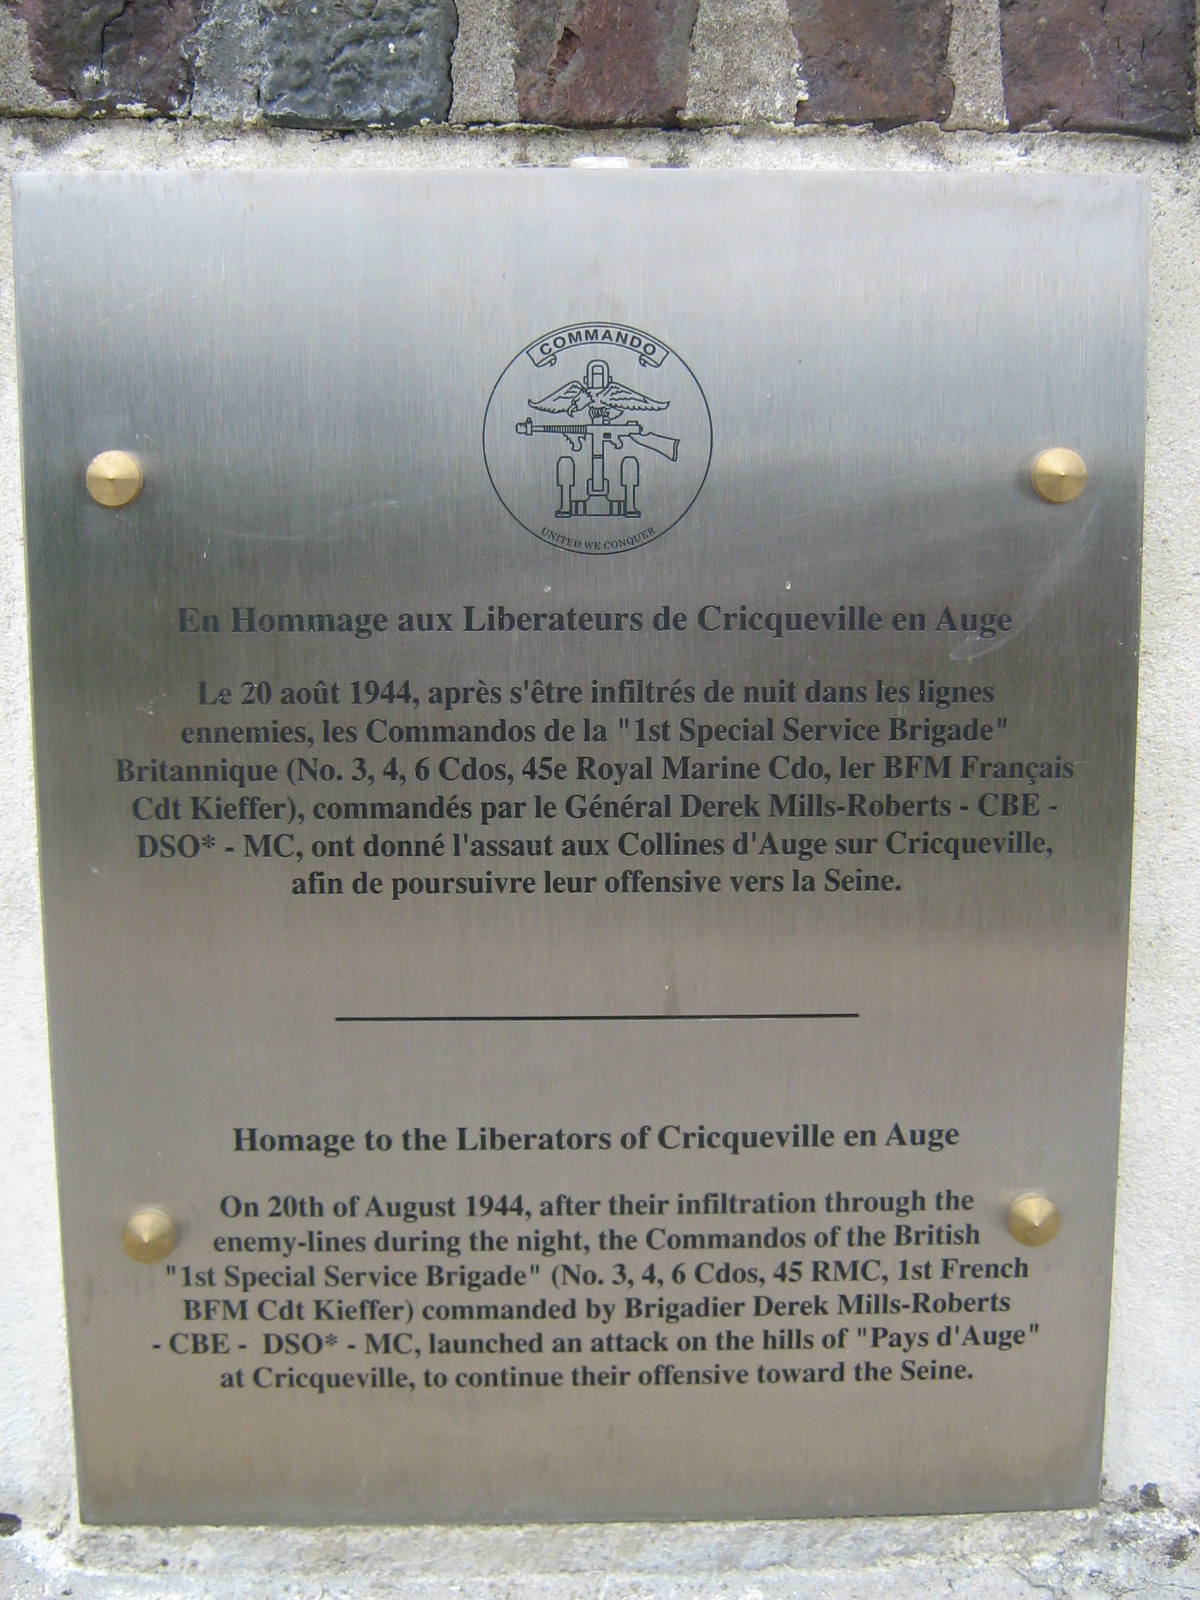 COMMANDO
UNITED WE CONQUER
En Hommage aux Liberateurs de Cricqueville en Auge
Le 20 août 1944, après s'être infiltrés de nuit dans les lignes
ennemies, les Commandos de la "1st Special Service Brigade"
Britannique (No. 3, 4, 6 Cdos, 45e Royal Marine Cdo, ler BFM Français
Cdt Kieffer), commandés par le Général Derek Mills-Roberts - CBE -
DSO* - MC, ont donné l'assaut aux Collines d'Auge sur Cricqueville,
afin de poursuivre leur offensive vers la Seine.
Homage to the Liberators of Cricqueville en Auge
On 20th of August 1944, after their infiltration through the
enemy-lines during the night, the Commandos of the British
"1st Special Service Brigade" (No. 3, 4, 6 Cdos, 45 RMC, 1st French
BFM Cdt Kieffer) commanded by Brigadier Derek Mills-Roberts
- CBE - DSO* - MC, launched an attack on the hills of "Pays d'Auge"
at Cricqueville, to continue their offensive toward the Seine.